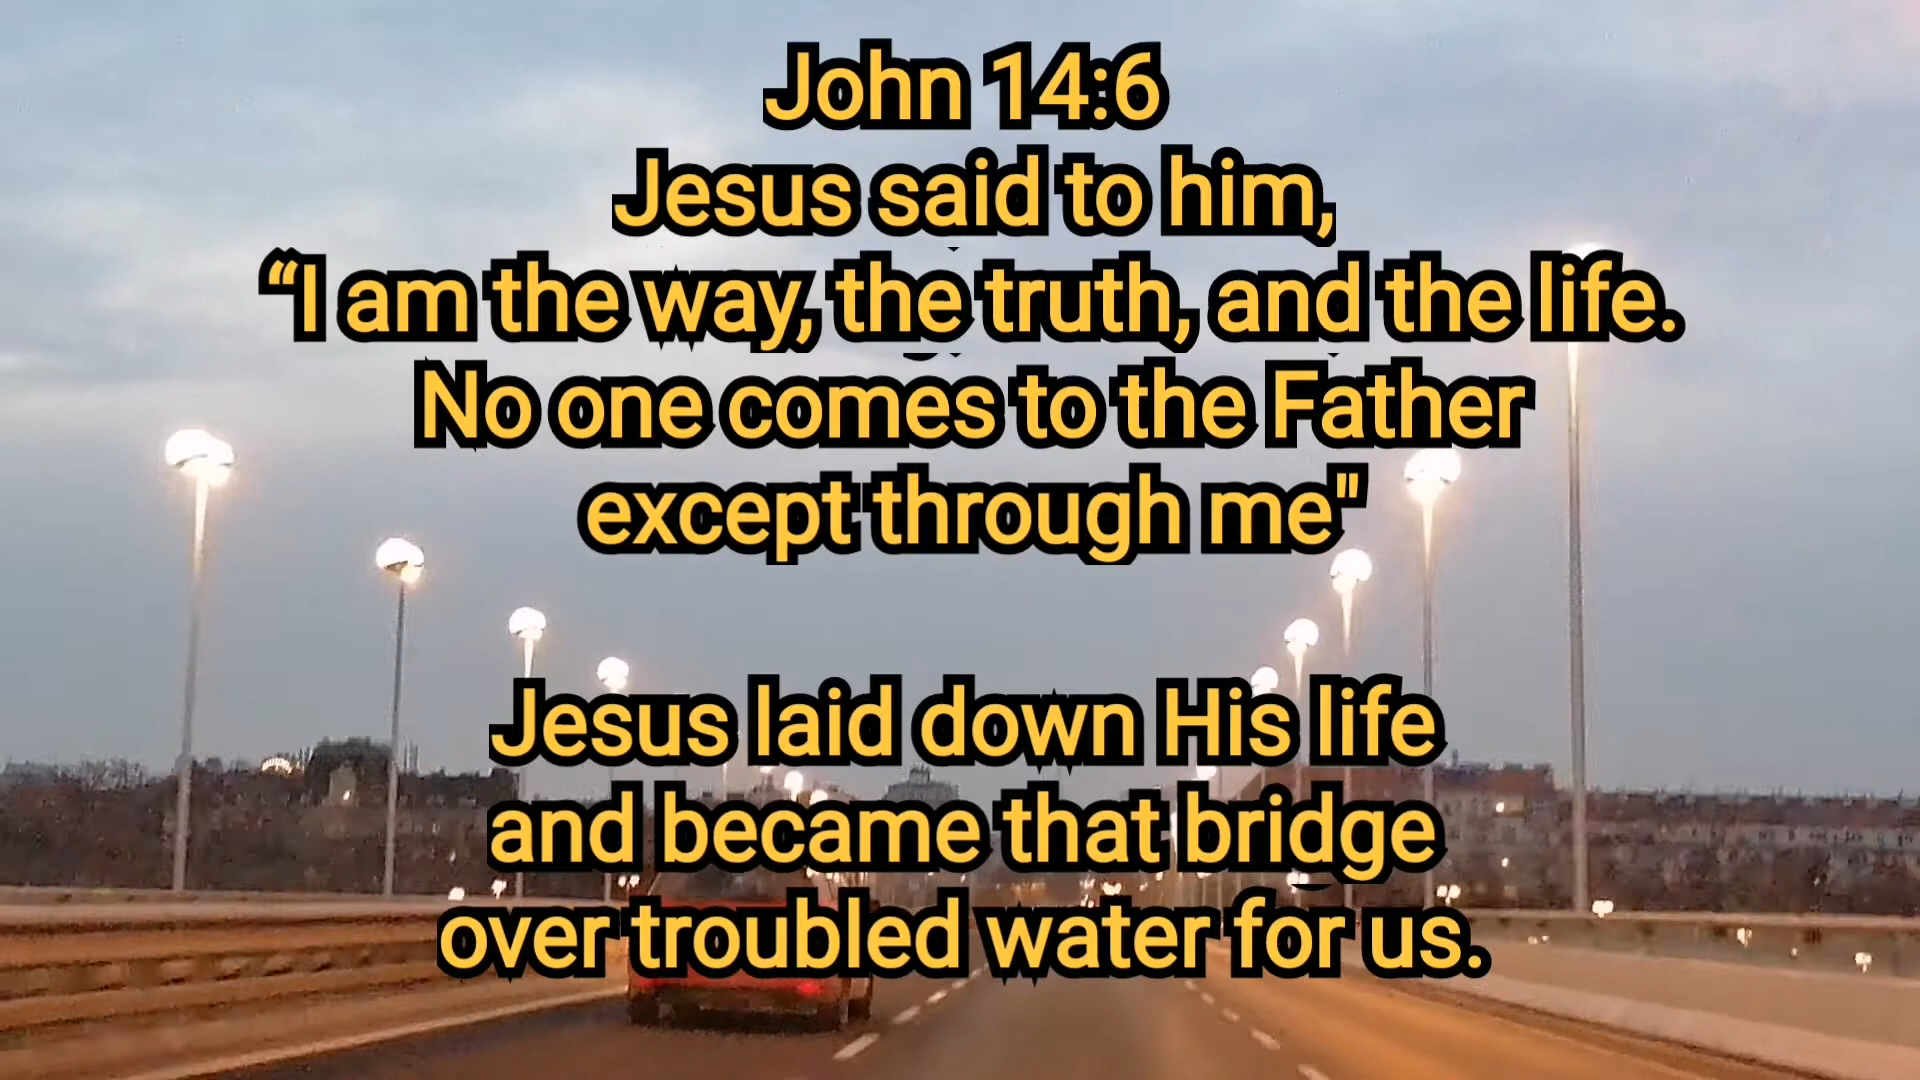 John 14:6
Jesus said to him,
“I am the way, the truth, and the life.
No one comes to the Father
except through me"
Jesus laid down His life
and became that bridge
over troubled water for us.